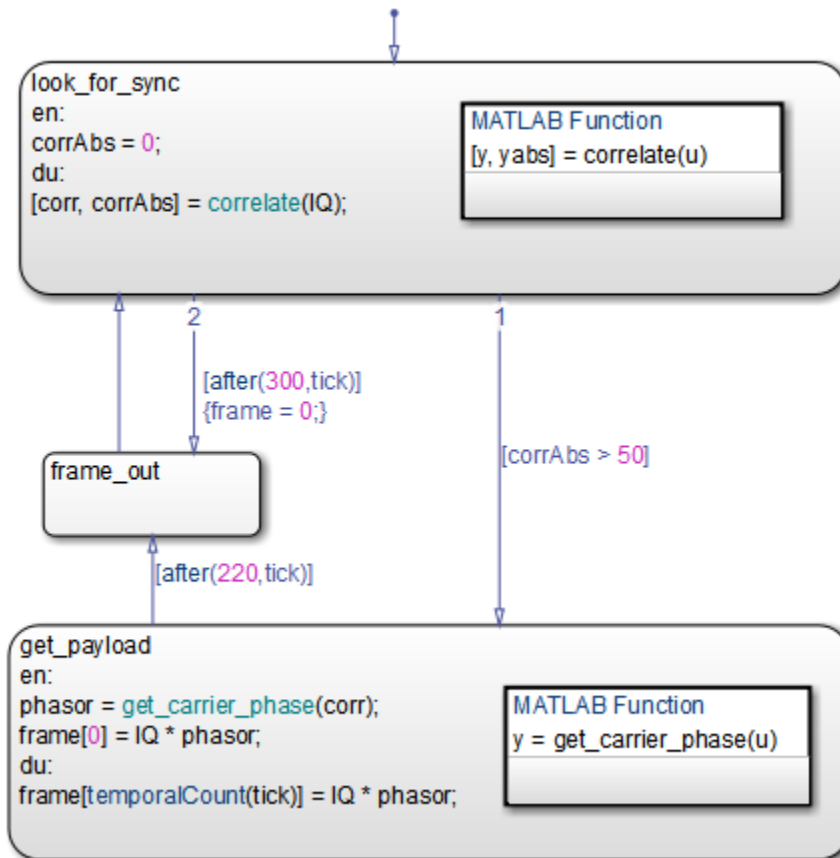 look_for_sync
en:
corrAbs = 0;
du:
[corr, corrAbs] = correlate(IQ);
MATLAB Function
[y, yabs] = correlate(u)
2
1
[after(300,tick)]
{frame = 0;}
[corrAbs > 50]
frame_out
[after(220,tick)]
get_payload
en:
phasor = get_carrier_phase(corr);
frame[0] = IQ * phasor;
du:
frame[temporalCount(tick)] = IQ * phasor;
MATLAB Function
y = get_carrier_phase(u)